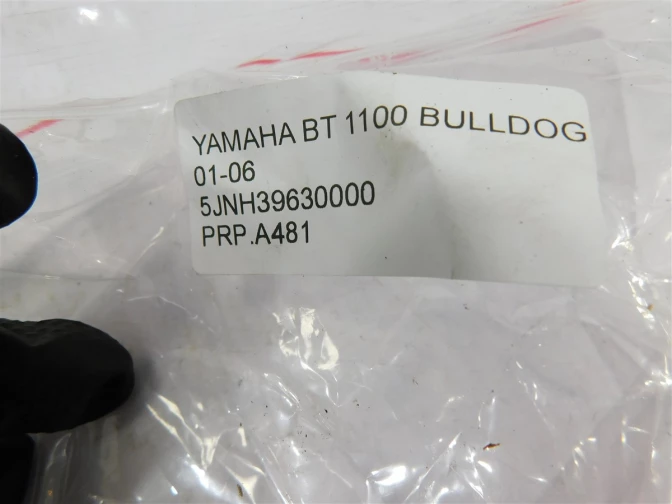 YAMAHA BT 1100 BULLDOG
01-06
5JNH39630000
PRP.A481